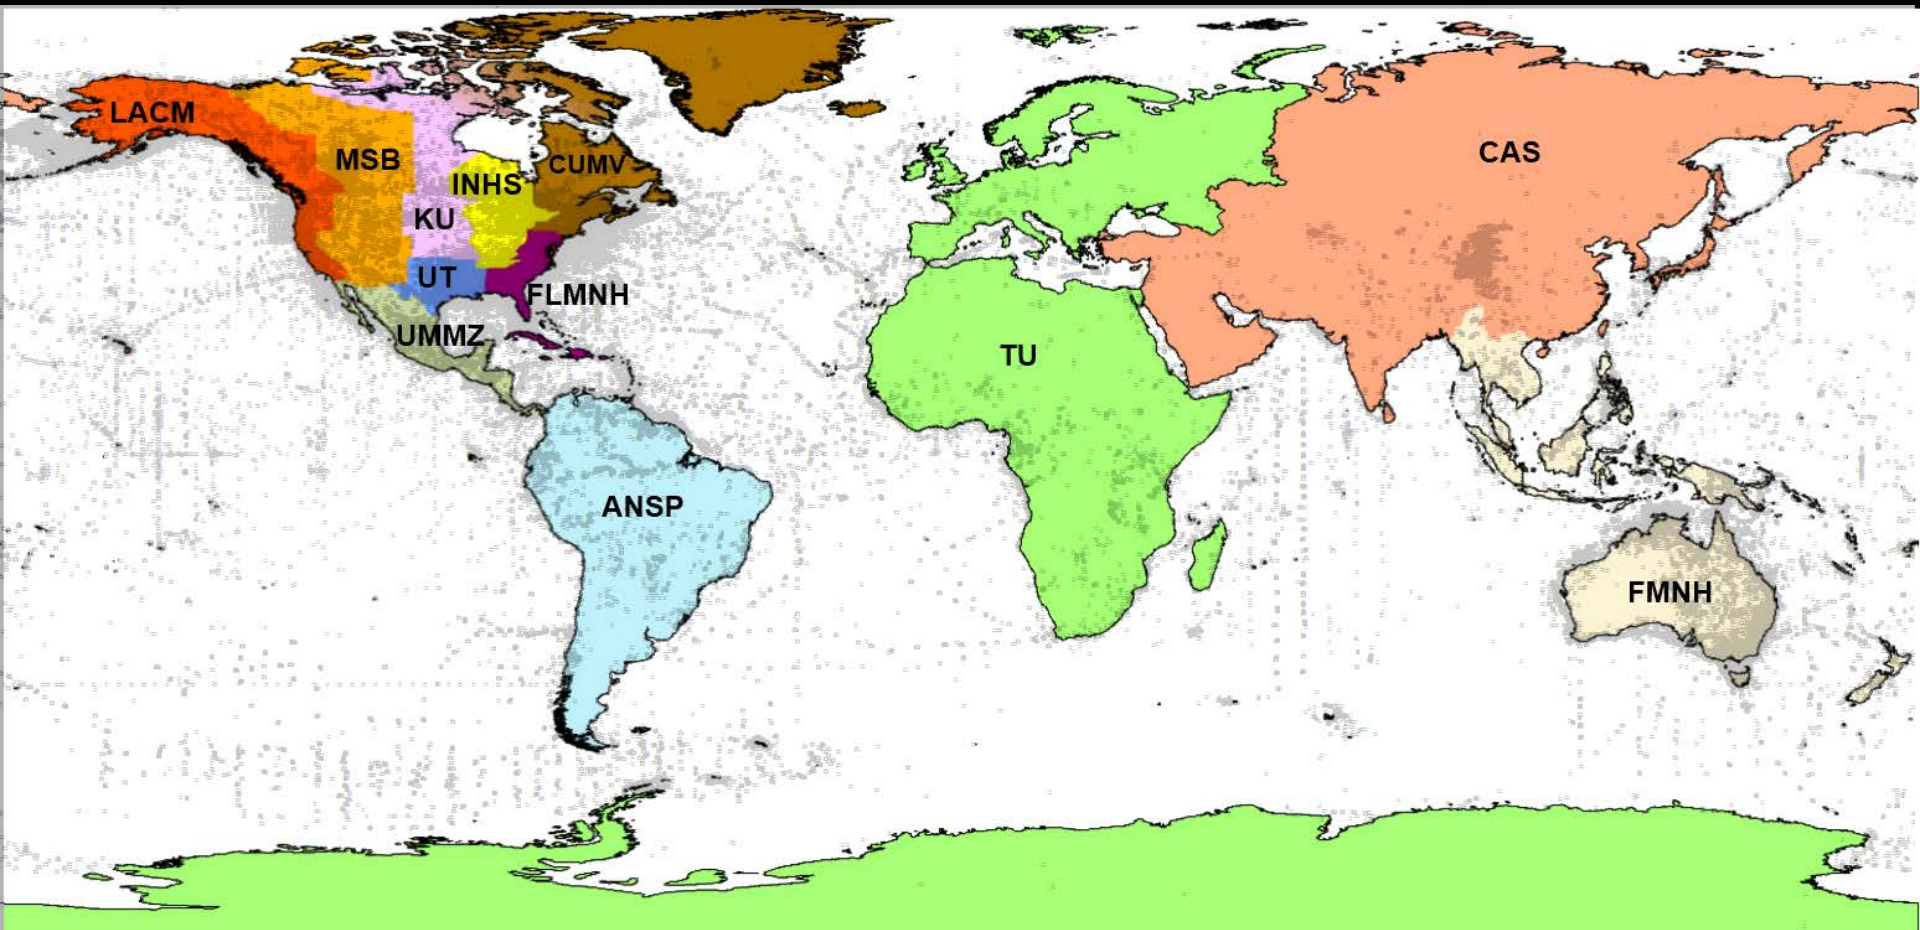 LACM
MSB
CUMV
INHS
KU
UT
FLMNH
UMMZ
ANSP
TU
CAS
FMNH